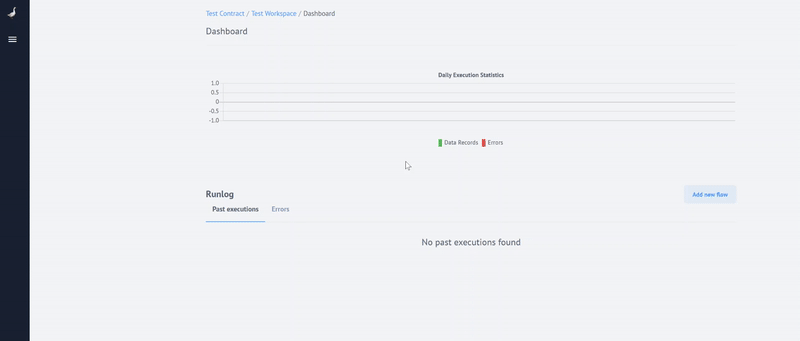 Test Contract / Test Workspace / Dashboard
Dashboard
Daily Execution Statistics
1.0
0.5
0
-0.5
-1.0
Data Records Errors
Runlog
Add new flow
Past executions Errors
No past executions found